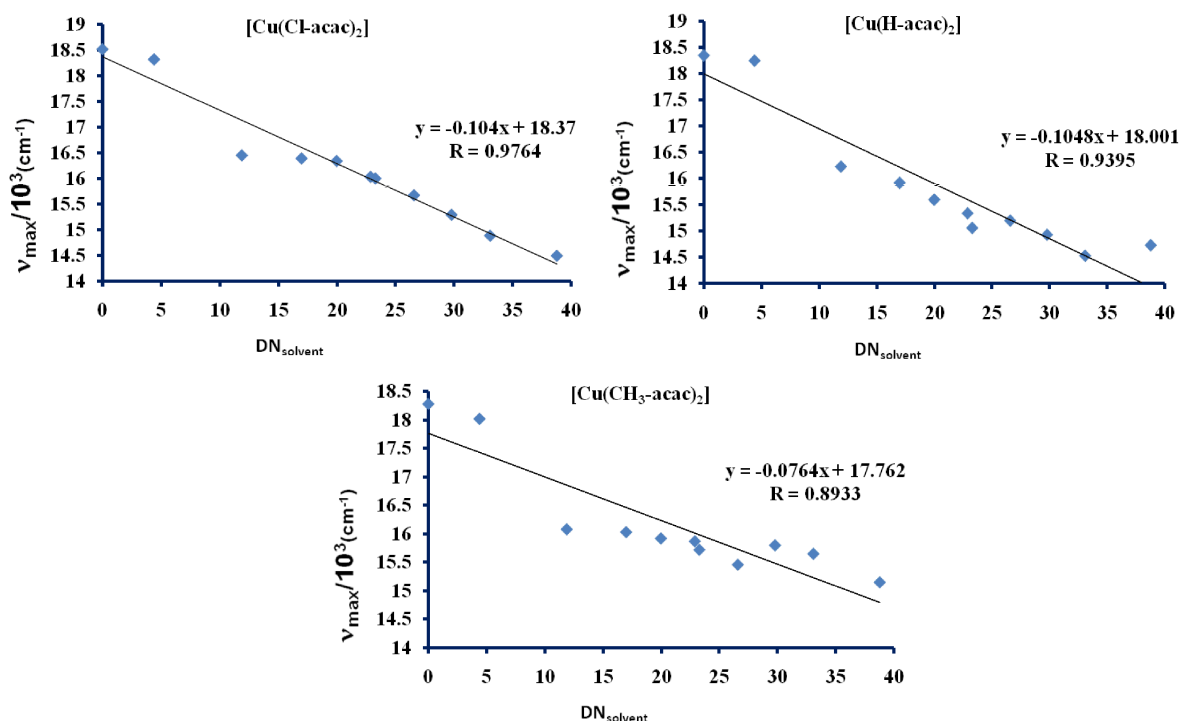 [Cu(Cl-acac)₂]
y = -0.104x + 18.37
R = 0.9764
νmax/10³(cm⁻¹)
19
18.5
18
17.5
17
16.5
16
15.5
15
14.5
14
0 5 10 15 20 25 30 35 40
DNsolvent
[Cu(H-acac)₂]
y = -0.1048x + 18.001
R = 0.9395
νmax/10³(cm⁻¹)
19
18.5
18
17.5
17
16.5
16
15.5
15
14.5
14
0 5 10 15 20 25 30 35 40
DNsolvent
[Cu(CH₃-acac)₂]
y = -0.0764x + 17.762
R = 0.8933
νmax/10³(cm⁻¹)
18.5
18
17.5
17
16.5
16
15.5
15
14.5
14
0 5 10 15 20 25 30 35 40
DNsolvent